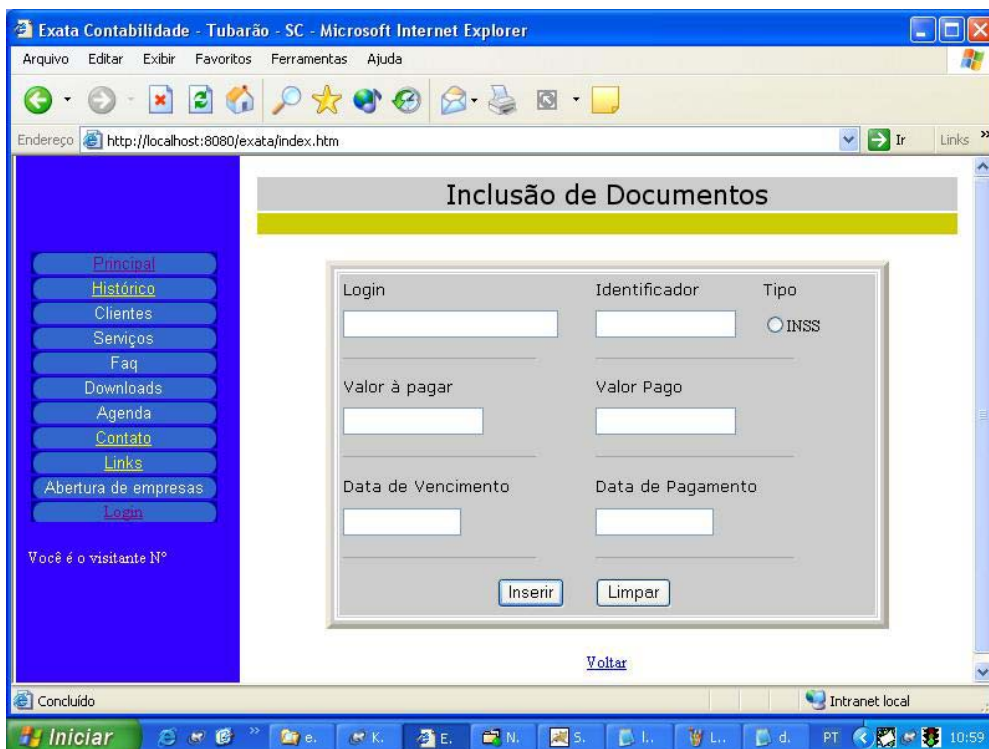 Exata Contabilidade - Tubarão - SC - Microsoft Internet Explorer
Arquivo Editar Exibir Favoritos Ferramentas Ajuda
Endereço http://localhost:8080/exata/index.htm Ir Links »
Inclusão de Documentos
Principal
Histórico
Clientes
Serviços
Faq
Downloads
Agenda
Contato
Links
Abertura de empresas
Login
Você é o visitante Nº
Login Identificador Tipo
INSS
Valor à pagar Valor Pago
Data de Vencimento Data de Pagamento
Inserir Limpar
Voltar
Concluído Intranet local
Iniciar » e. K. E. N. S. I.. L.. d. PT 10:59